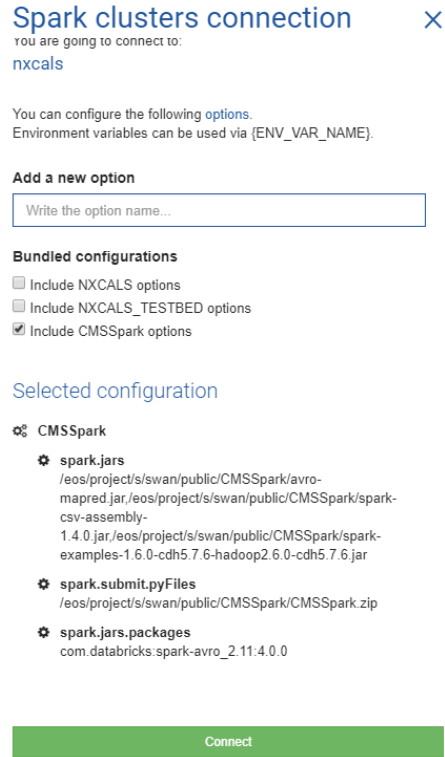 Spark clusters connection
You are going to connect to:
nxcals
You can configure the following options.
Environment variables can be used via {ENV_VAR_NAME}.
Add a new option
Write the option name...
Bundled configurations
Include NXCALS options
Include NXCALS_TESTBED options
Include CMSSpark options
Selected configuration
CMSSpark
spark.jars
/eos/project/s/swan/public/CMSSpark/avro-
mapred.jar,/eos/project/s/swan/public/CMSSpark/spark-
csv-assembly-
1.4.0.jar,/eos/project/s/swan/public/CMSSpark/spark-
examples-1.6.0-cdh5.7.6-hadoop2.6.0-cdh5.7.6.jar
spark.submit.pyFiles
/eos/project/s/swan/public/CMSSpark/CMSSpark.zip
spark.jars.packages
com.databricks:spark-avro_2.11:4.0.0
Connect